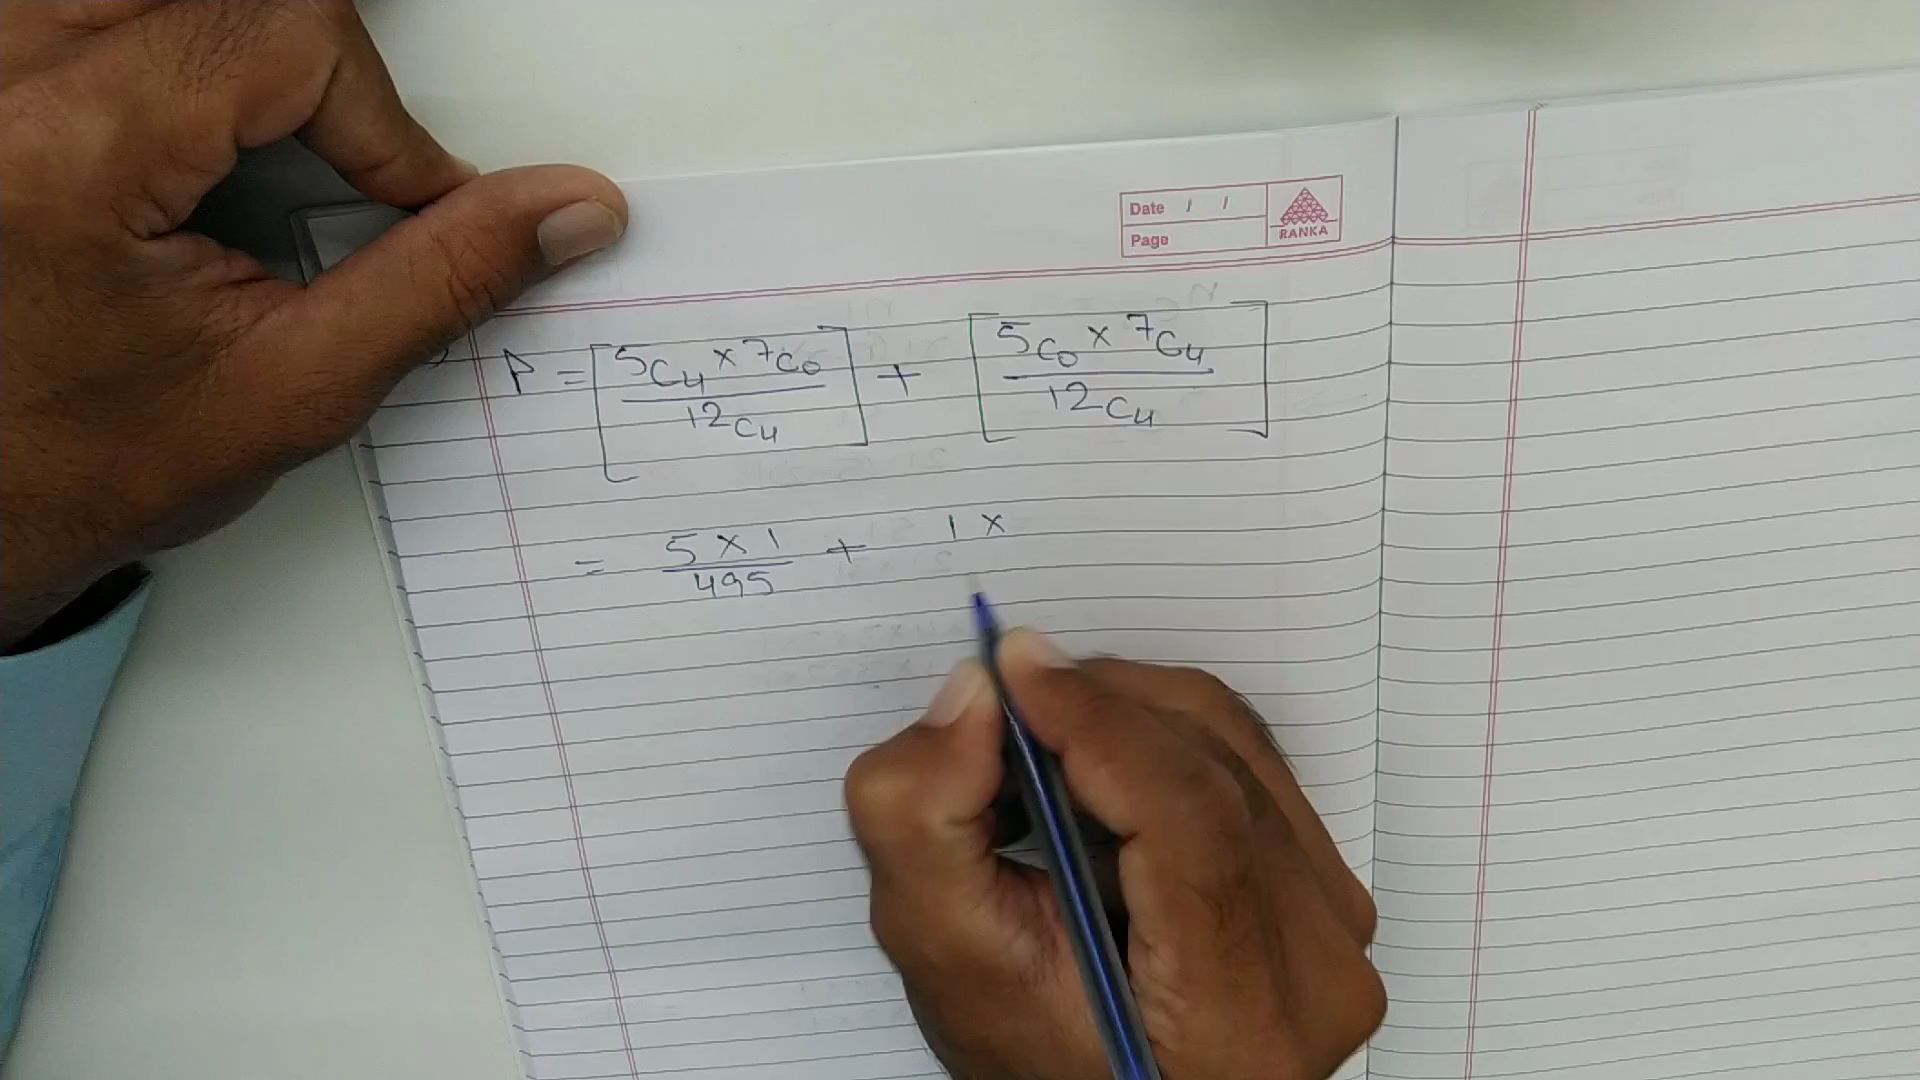 Date / /
Page
RANKA
P = [5C4 x 7C0 / 12C4] + [5C0 x 7C4 / 12C4]
= 5 x 1 / 495 + 1 x